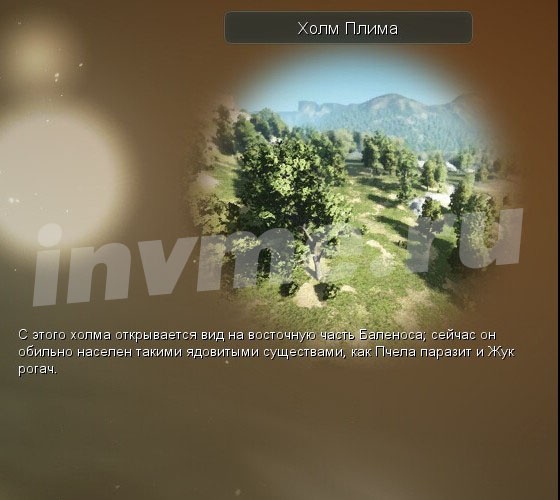 Холм Плима
invme.ru
С этого холма открывается вид на восточную часть Баленоса; сейчас он
обильно населен такими ядовитыми существами, как Пчела паразит и Жук
рогач.